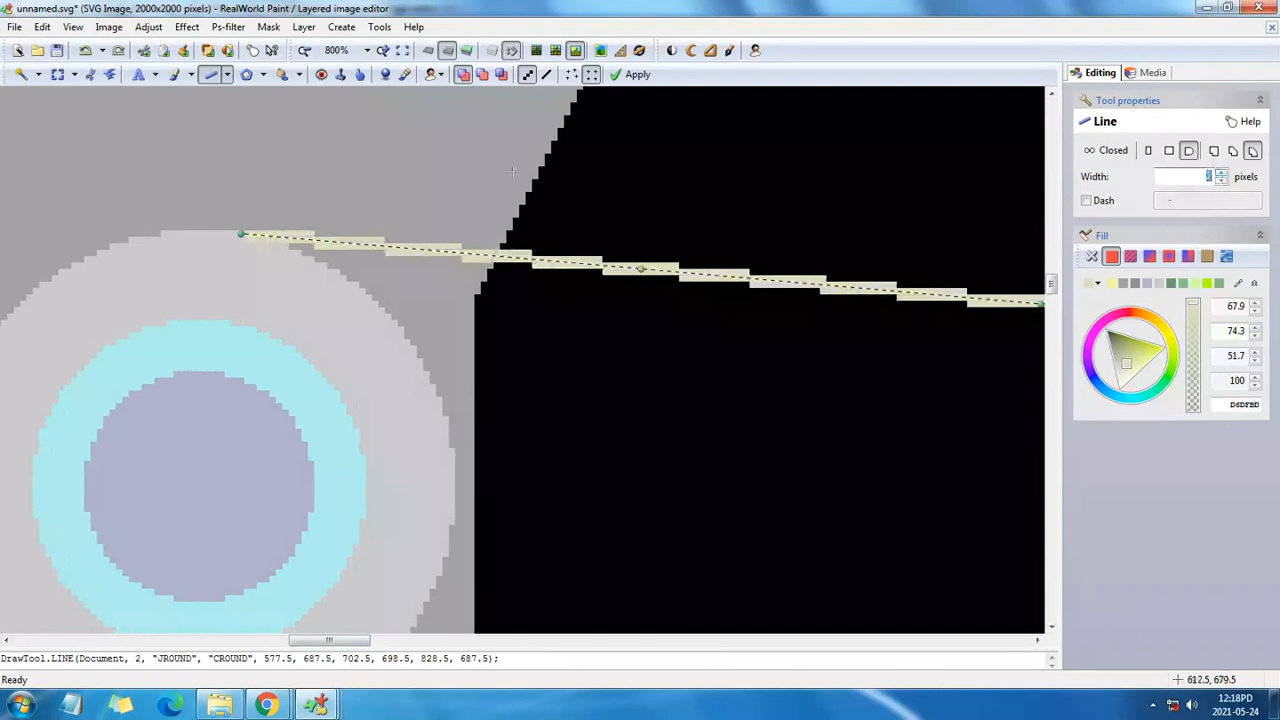 unnamed.svg* (SVG Image, 2000x2000 pixels) - RealWorld Paint / Layered image editor
File Edit View Image Adjust Effect Ps-filter Mask Layer Create Tools Help
800%
Apply
Editing Media
Tool properties
Line Help
Closed
Width: pixels
Dash -
Fill
67.9
74.3
51.7
100
D6DFBD
DrawTool.LINE(Document, 2, "JROUND", "CROUND", 577.5, 687.5, 702.5, 698.5, 828.5, 687.5);
Ready 612.5, 679.5
12:18PD
2021-05-24